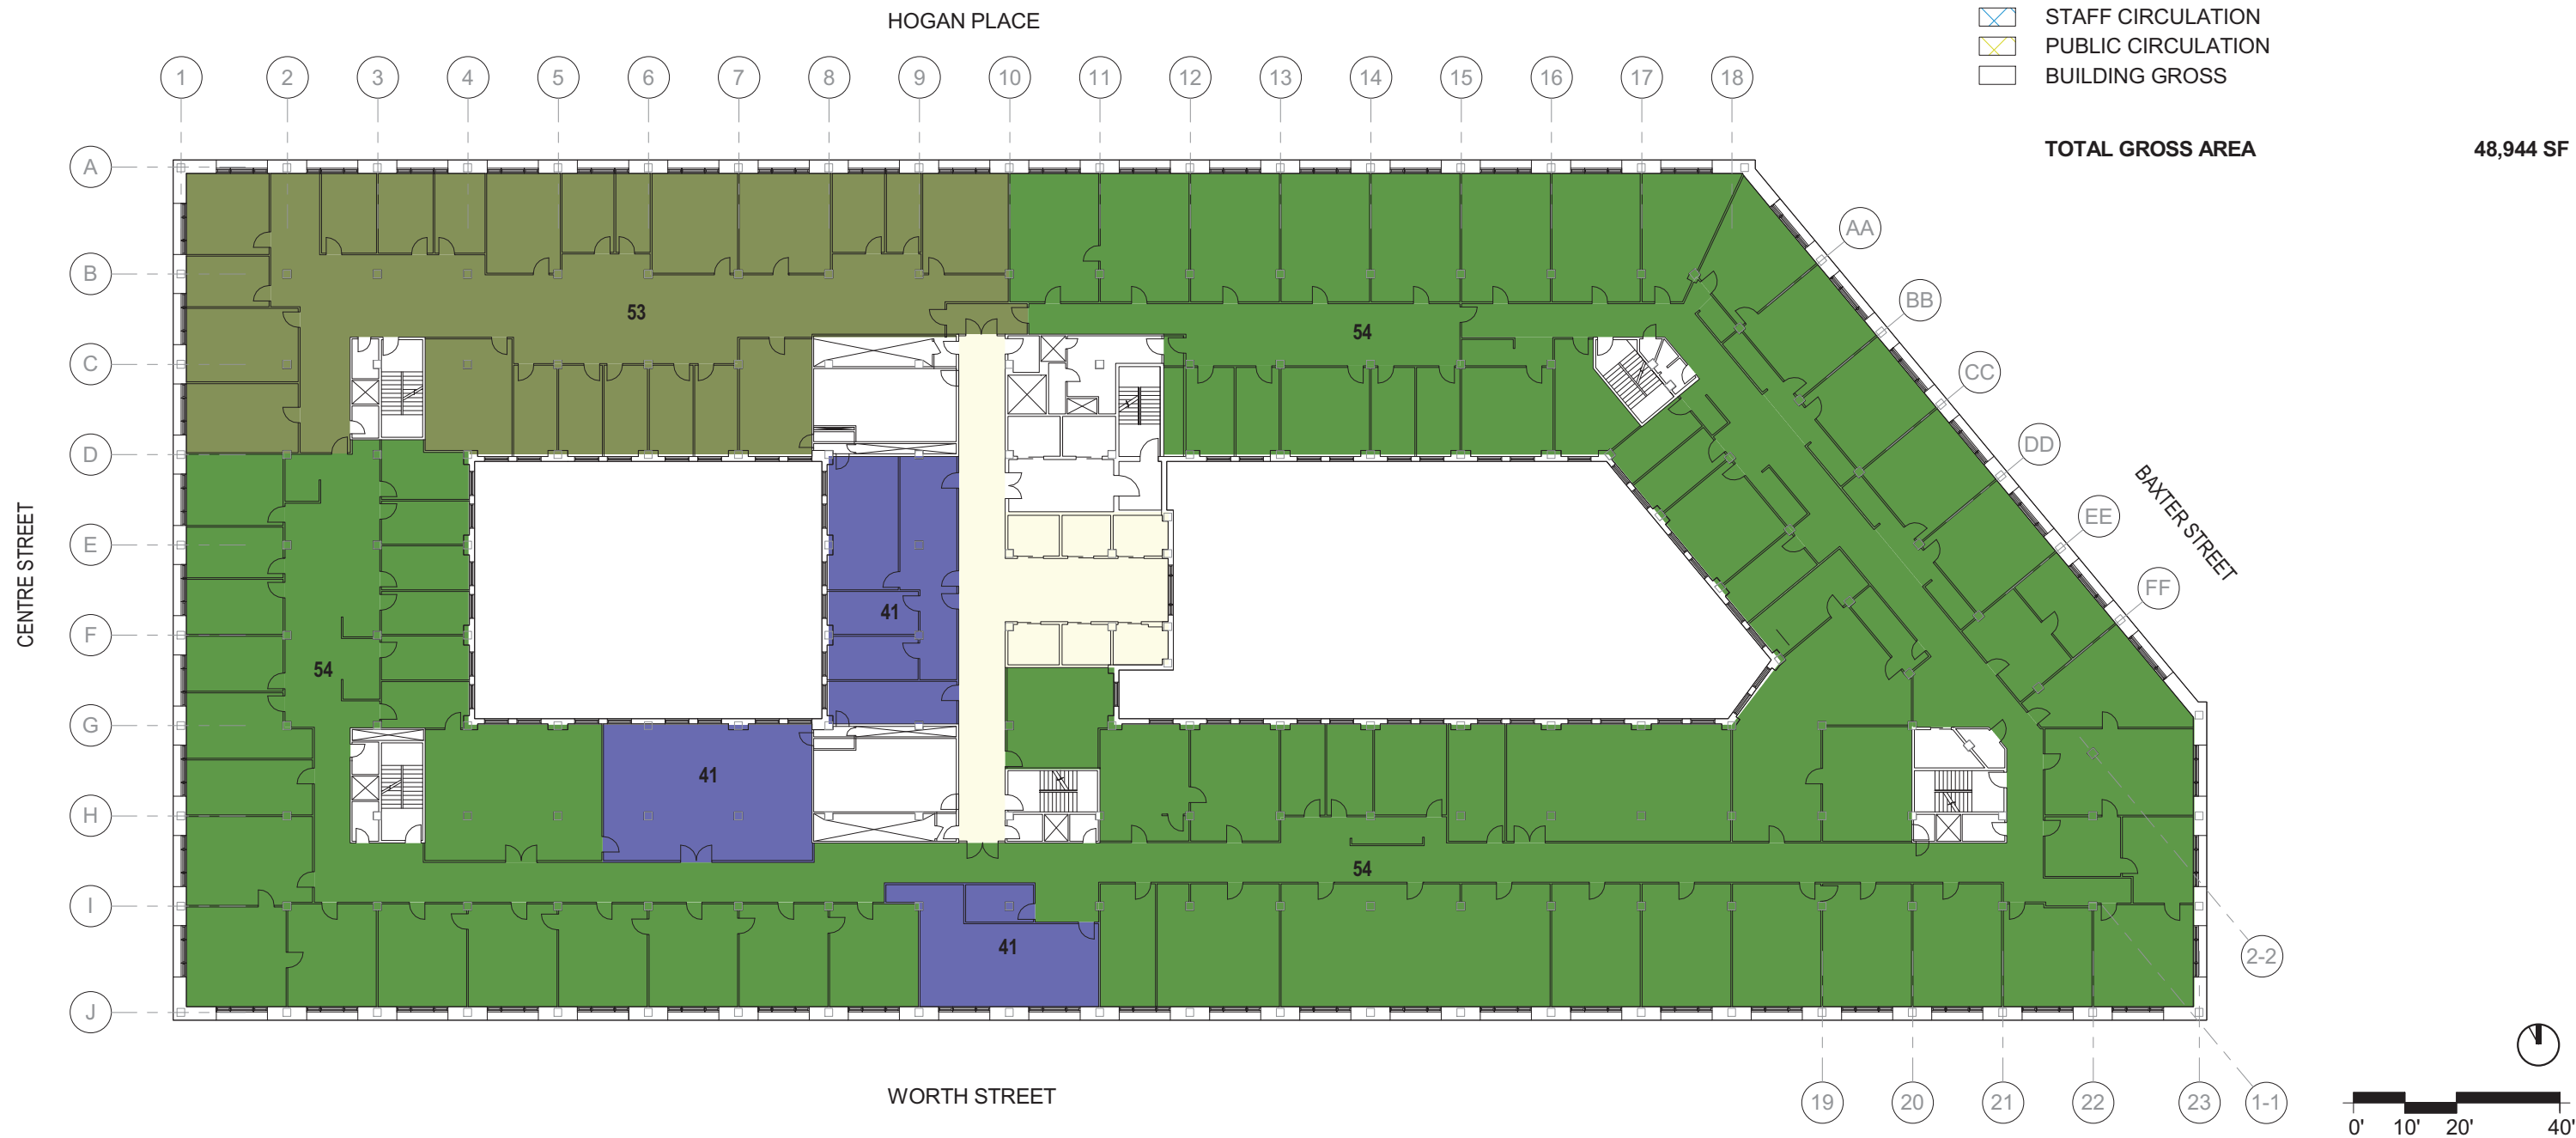 HOGAN PLACE
STAFF CIRCULATION
PUBLIC CIRCULATION
BUILDING GROSS
TOTAL GROSS AREA 48,944 SF
1 2 3 4 5 6 7 8 9 10 11 12 13 14 15 16 17 18
A
B
C
D
E
F
G
H
I
J
AA
BB
CC
DD
EE
FF
53
54
41
54
41
54
41
CENTRE STREET
BAXTER STREET
2-2
WORTH STREET
19 20 21 22 23 1-1
0' 10' 20' 40'